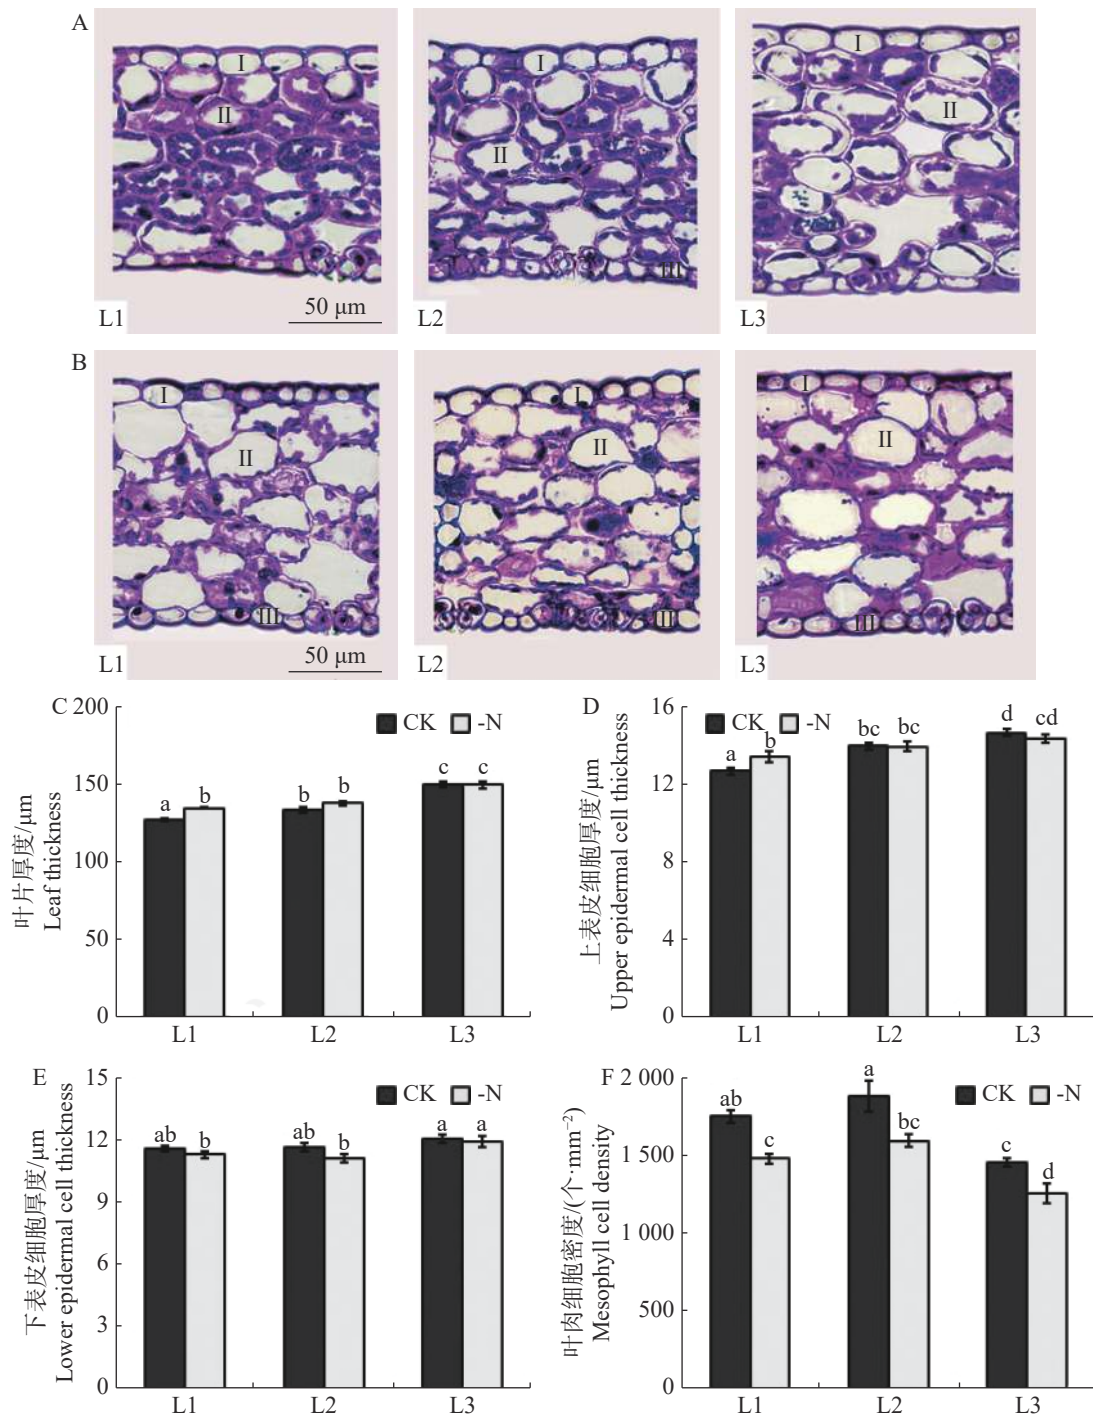 A
I
I
I
II
II
II
III
L1
50 μm
L2
L3
B
I
I
I
II
II
II
III
III
III
L1
50 μm
L2
L3
C
200
150
100
50
0
叶片厚度/μm
Leaf thickness
CK
-N
a
b
b
b
c
c
L1
L2
L3
D
16
12
8
4
0
上表皮细胞厚度/μm
Upper epidermal cell thickness
CK
-N
a
b
bc
bc
d
cd
L1
L2
L3
E
15
12
9
6
3
0
下表皮细胞厚度/μm
Lower epidermal cell thickness
CK
-N
ab
b
ab
b
a
a
L1
L2
L3
F
2 000
1 500
1 000
500
0
叶肉细胞密度/(个·mm⁻²)
Mesophyll cell density
CK
-N
ab
c
a
bc
c
d
L1
L2
L3